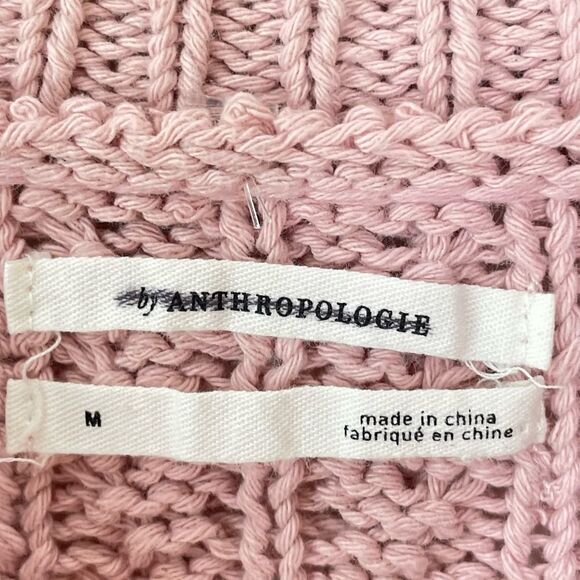 by ANTHROPOLOGIE
M
made in china
fabriqué en chine